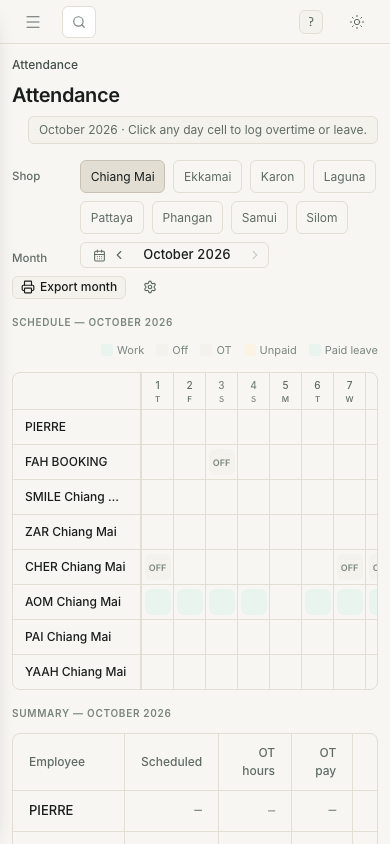 ?
Attendance
Attendance
October 2026 · Click any day cell to log overtime or leave.
Shop
Chiang Mai Ekkamai Karon Laguna
Pattaya Phangan Samui Silom
Month
October 2026
Export month
SCHEDULE — OCTOBER 2026
Work Off OT Unpaid Paid leave
1 2 3 4 5 6 7
T F S S M T W
PIERRE
FAH BOOKING OFF
SMILE Chiang ...
ZAR Chiang Mai
CHER Chiang Mai OFF OFF
AOM Chiang Mai
PAI Chiang Mai
YAAH Chiang Mai
SUMMARY — OCTOBER 2026
Employee Scheduled OT hours OT pay
PIERRE — — —